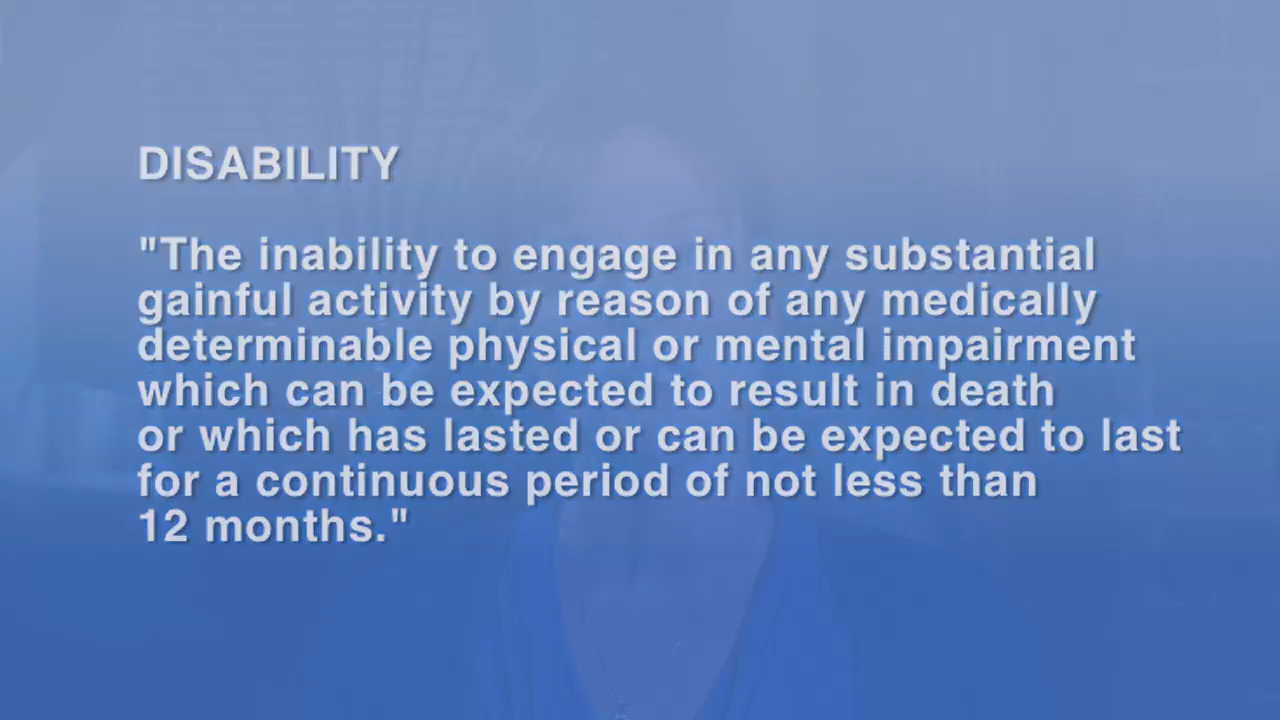 DISABILITY
"The inability to engage in any substantial
gainful activity by reason of any medically
determinable physical or mental impairment
which can be expected to result in death
or which has lasted or can be expected to last
for a continuous period of not less than
12 months."